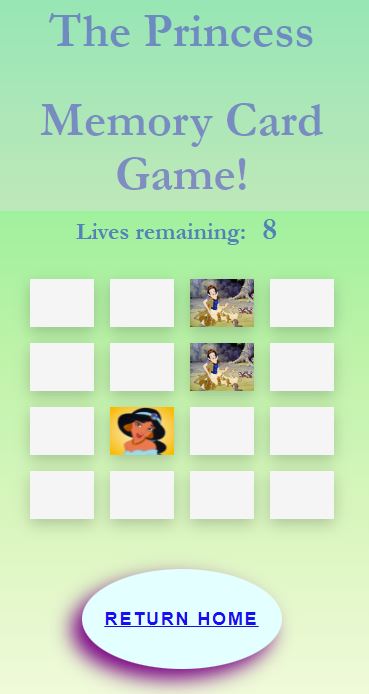 The Princess
Memory Card
Game!
Lives remaining: 8
RETURN HOME